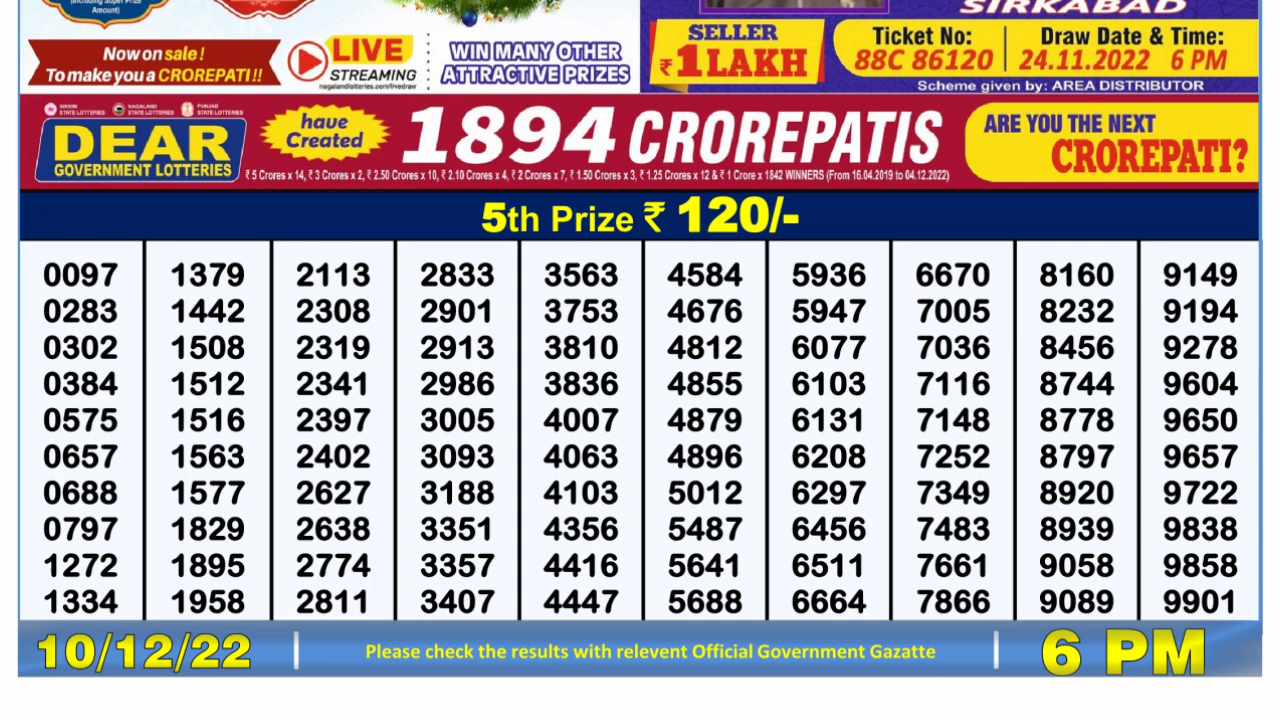 (Including Super Prize
Amount)
Now on sale!
To make you a CROREPATI!!
LIVE
STREAMING
nagalandlotteries.com/livedraw
WIN MANY OTHER
ATTRACTIVE PRIZES
SIRKABAD
SELLER
₹1 LAKH
Ticket No:
88C 86120
Draw Date & Time:
24.11.2022 6 PM
Scheme given by: AREA DISTRIBUTOR
SIKKIM
STATE LOTTERIES
NAGALAND
STATE LOTTERIES
PUNJAB
STATE LOTTERIES
DEAR
GOVERNMENT LOTTERIES
have
Created
1894 CROREPATIS
₹ 5 Crores x 14, ₹ 3 Crores x 2, ₹ 2.50 Crores x 10, ₹ 2.10 Crores x 4, ₹ 2 Crores x 7, ₹ 1.50 Crores x 3, ₹ 1.25 Crores x 12 & ₹ 1 Crore x 1842 WINNERS (From 16.04.2019 to 04.12.2022)
ARE YOU THE NEXT
CROREPATI?
5th Prize ₹ 120/-
0097 1379 2113 2833 3563 4584 5936 6670 8160 9149
0283 1442 2308 2901 3753 4676 5947 7005 8232 9194
0302 1508 2319 2913 3810 4812 6077 7036 8456 9278
0384 1512 2341 2986 3836 4855 6103 7116 8744 9604
0575 1516 2397 3005 4007 4879 6131 7148 8778 9650
0657 1563 2402 3093 4063 4896 6208 7252 8797 9657
0688 1577 2627 3188 4103 5012 6297 7349 8920 9722
0797 1829 2638 3351 4356 5487 6456 7483 8939 9838
1272 1895 2774 3357 4416 5641 6511 7661 9058 9858
1334 1958 2811 3407 4447 5688 6664 7866 9089 9901
10/12/22
Please check the results with relevent Official Government Gazatte
6 PM